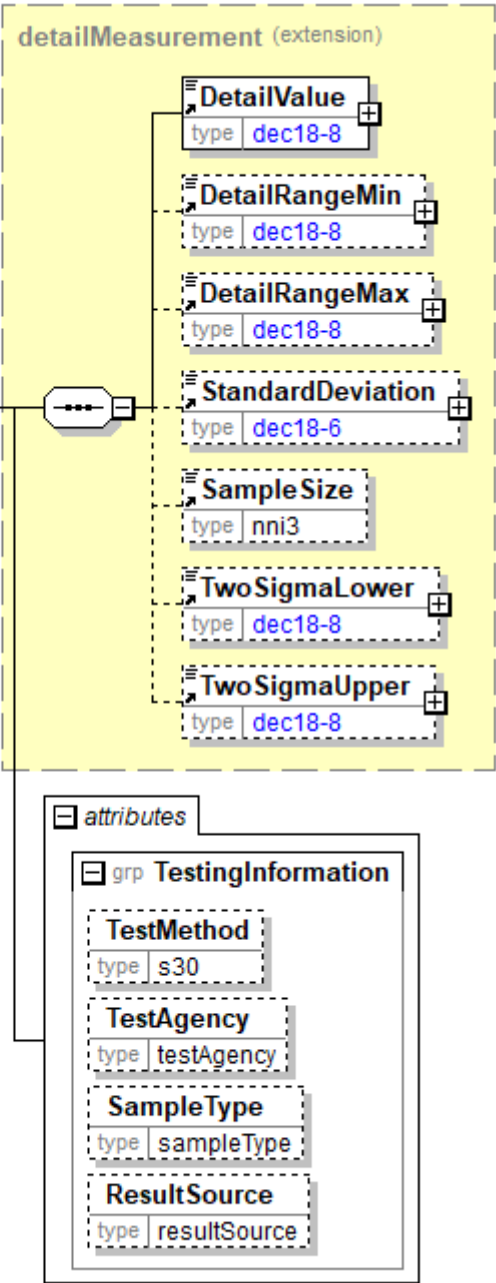 detailMeasurement (extension)
DetailValue
type dec18-8
DetailRangeMin
type dec18-8
DetailRangeMax
type dec18-8
StandardDeviation
type dec18-6
SampleSize
type nni3
TwoSigmaLower
type dec18-8
TwoSigmaUpper
type dec18-8
attributes
grp TestingInformation
TestMethod
type s30
TestAgency
type testAgency
SampleType
type sampleType
ResultSource
type resultSource